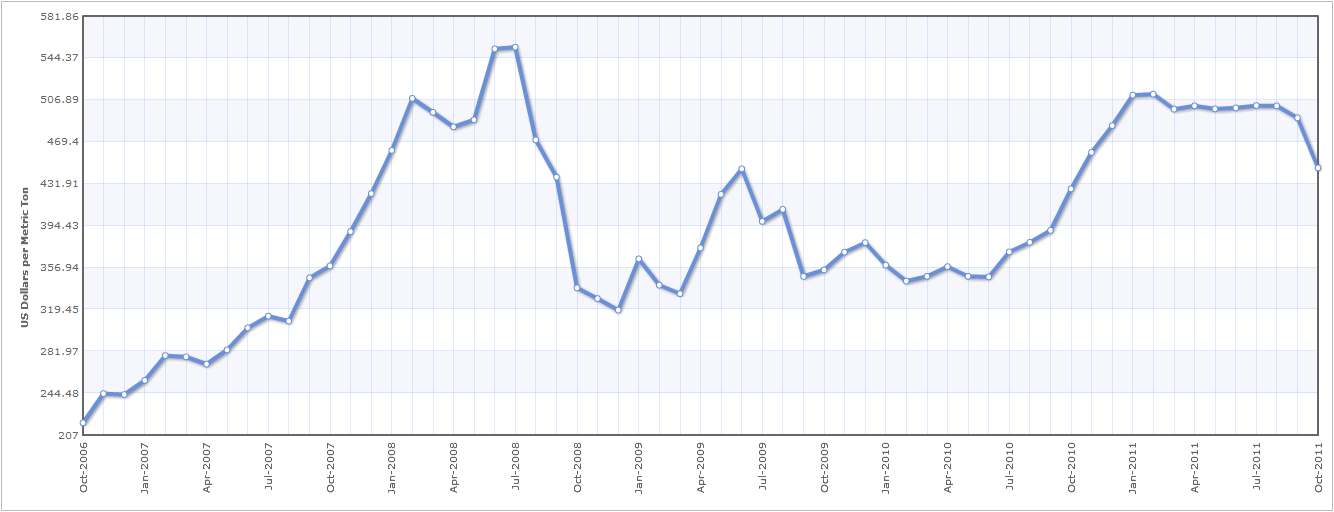 581.86
544.37
506.89
469.4
431.91
394.43
356.94
319.45
281.97
244.48
207
US Dollars per Metric Ton
Oct-2006
Jan-2007
Apr-2007
Jul-2007
Oct-2007
Jan-2008
Apr-2008
Jul-2008
Oct-2008
Jan-2009
Apr-2009
Jul-2009
Oct-2009
Jan-2010
Apr-2010
Jul-2010
Oct-2010
Jan-2011
Apr-2011
Jul-2011
Oct-2011